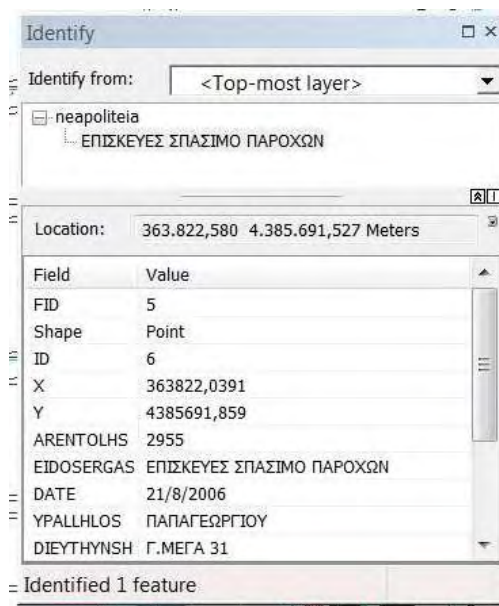 Identify
Identify from: <Top-most layer>
neapoliteia
ΕΠΙΣΚΕΥΕΣ ΣΠΑΣΙΜΟ ΠΑΡΟΧΩΝ
Location: 363.822,580 4.385.691,527 Meters
Field Value
FID 5
Shape Point
ID 6
X 363822,0391
Y 4385691,859
ARENTOLHS 2955
EIDOSERGAS ΕΠΙΣΚΕΥΕΣ ΣΠΑΣΙΜΟ ΠΑΡΟΧΩΝ
DATE 21/8/2006
YPALLHLOS ΠΑΠΑΓΕΩΡΓΙΟΥ
DIEYTHYNSH Γ.ΜΕΓΑ 31
Identified 1 feature